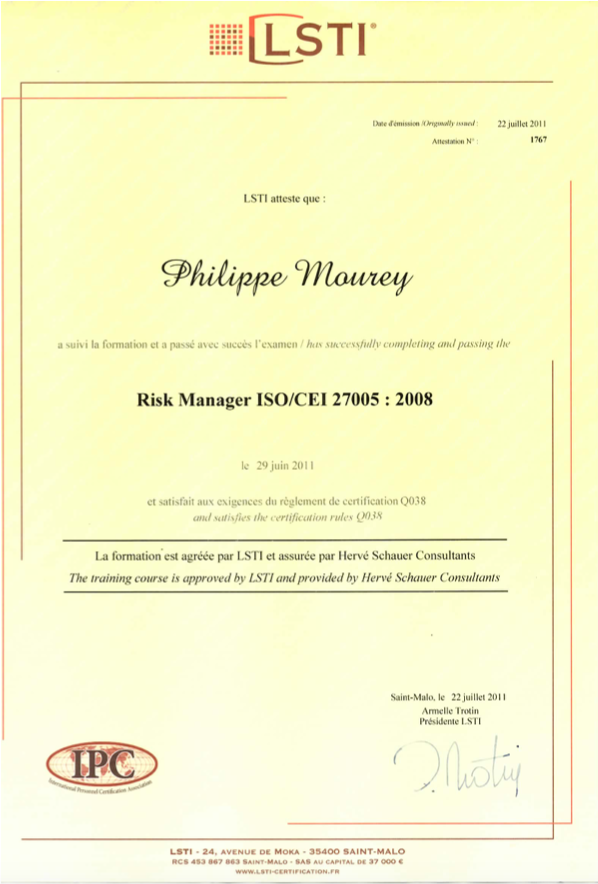 LSTI®
Date d'émission /Originally issued : 22 juillet 2011
Attestation N° : 1767
LSTI atteste que :
Philippe Mourey
a suivi la formation et a passé avec succès l'examen / has successfully completing and passing the
Risk Manager ISO/CEI 27005 : 2008
le 29 juin 2011
et satisfait aux exigences du règlement de certification Q038
and satisfies the certification rules Q038
La formation est agréée par LSTI et assurée par Hervé Schauer Consultants
The training course is approved by LSTI and provided by Hervé Schauer Consultants
Saint-Malo, le 22 juillet 2011
Armelle Trotin
Présidente LSTI
IPC
International Personnel Certification Association
LSTI - 24, AVENUE DE MOKA - 35400 SAINT-MALO
RCS 453 867 863 SAINT-MALO - SAS AU CAPITAL DE 37 000 €
WWW.LSTI-CERTIFICATION.FR